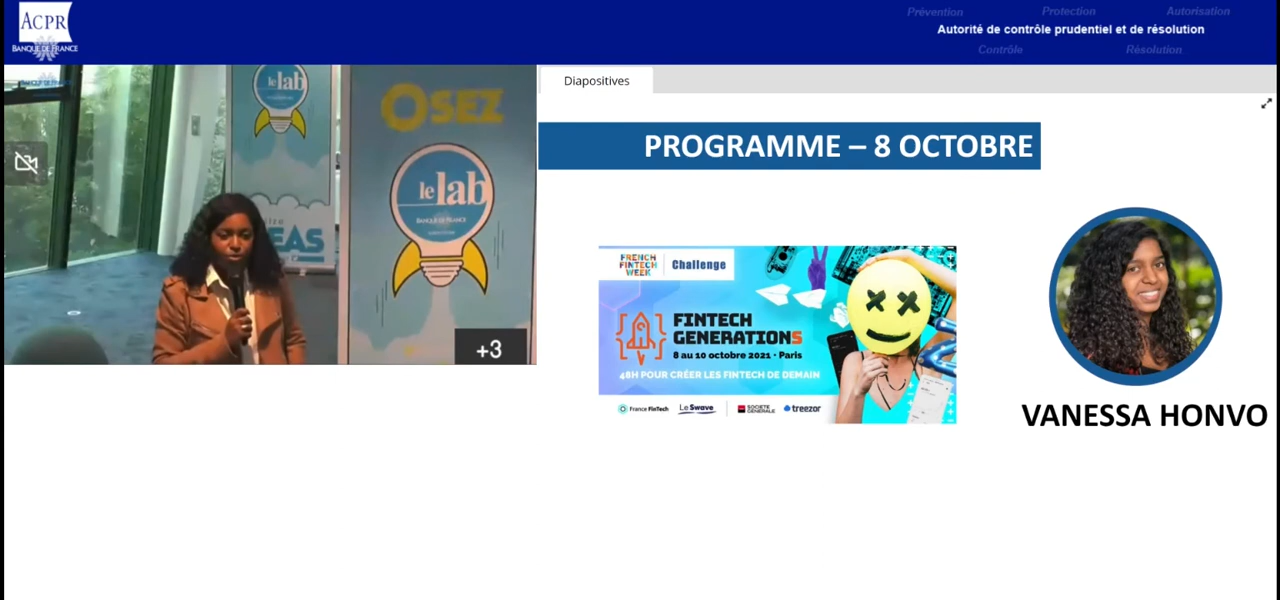 ACPR
BANQUE DE FRANCE
Prévention
Protection
Autorisation
Autorité de contrôle prudentiel et de résolution
Contrôle
Résolution
le lab
OSEZ
le lab
BANQUE DE FRANCE
EAS
+3
Diapositives
PROGRAMME – 8 OCTOBRE
FRENCH
FINTECH
WEEK
Challenge
FINTECH
GENERATIONS
8 au 10 octobre 2021 • Paris
48H POUR CRÉER LES FINTECH DE DEMAIN
France FinTech
Le Swave
SOCIETE
GENERALE
treezor
VANESSA HONVO